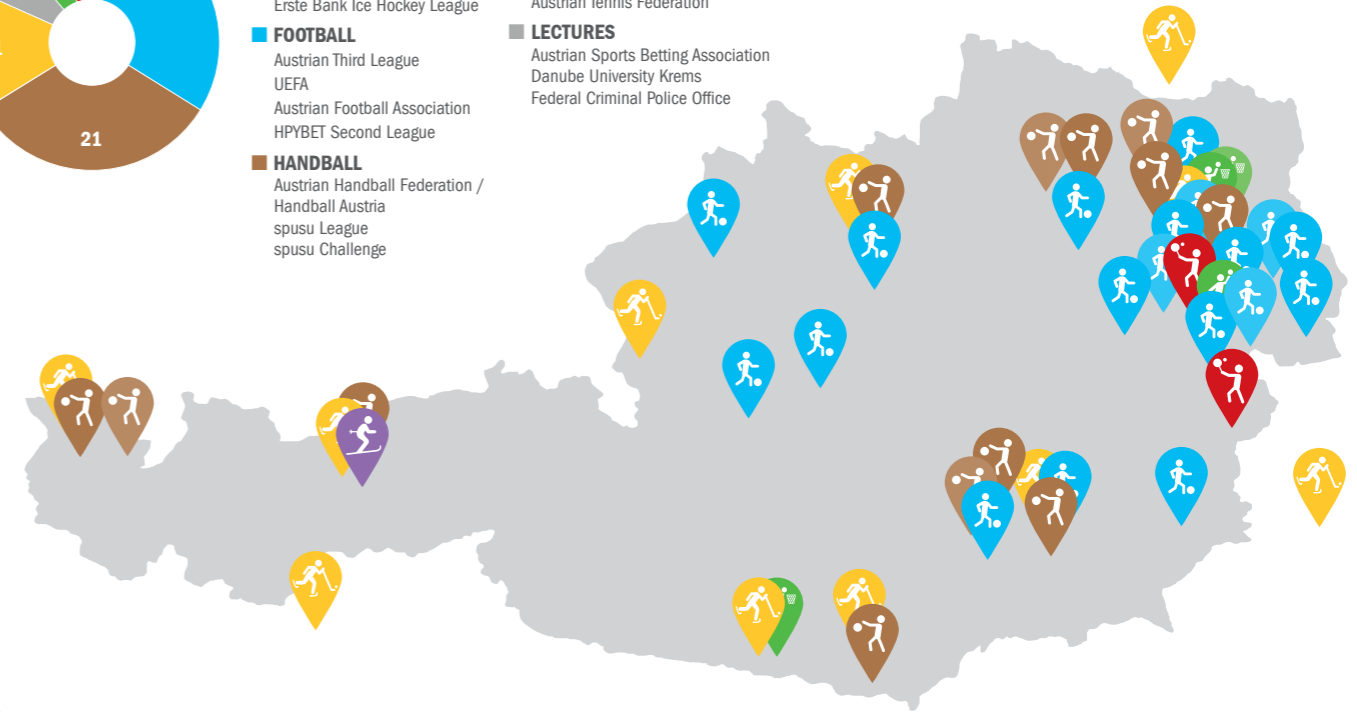 Erste Bank Ice Hockey League
FOOTBALL
Austrian Third League
UEFA
Austrian Football Association
HPYBET Second League
HANDBALL
Austrian Handball Federation /
Handball Austria
spusu League
spusu Challenge
Austrian Tennis Federation
LECTURES
Austrian Sports Betting Association
Danube University Krems
Federal Criminal Police Office
21